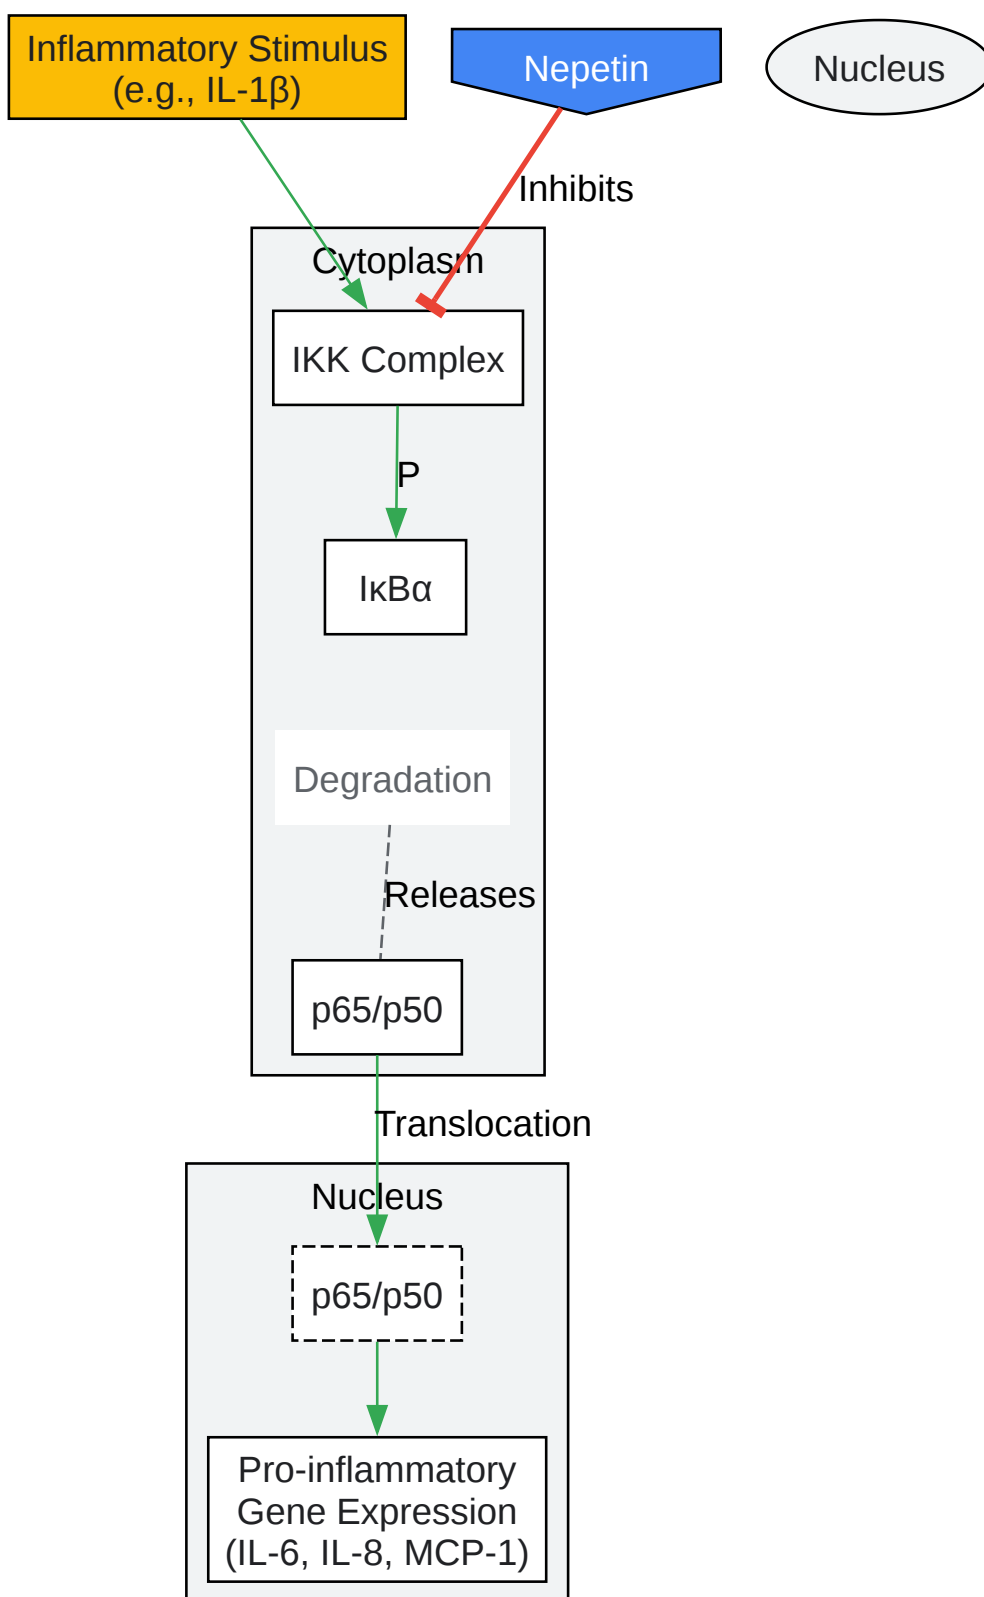 Inflammatory Stimulus
(e.g., IL-1β)
Nepetin
Nucleus
Inhibits
Cytoplasm
IKK Complex
P
IκBα
Degradation
Releases
p65/p50
Translocation
Nucleus
p65/p50
Pro-inflammatory
Gene Expression
(IL-6, IL-8, MCP-1)